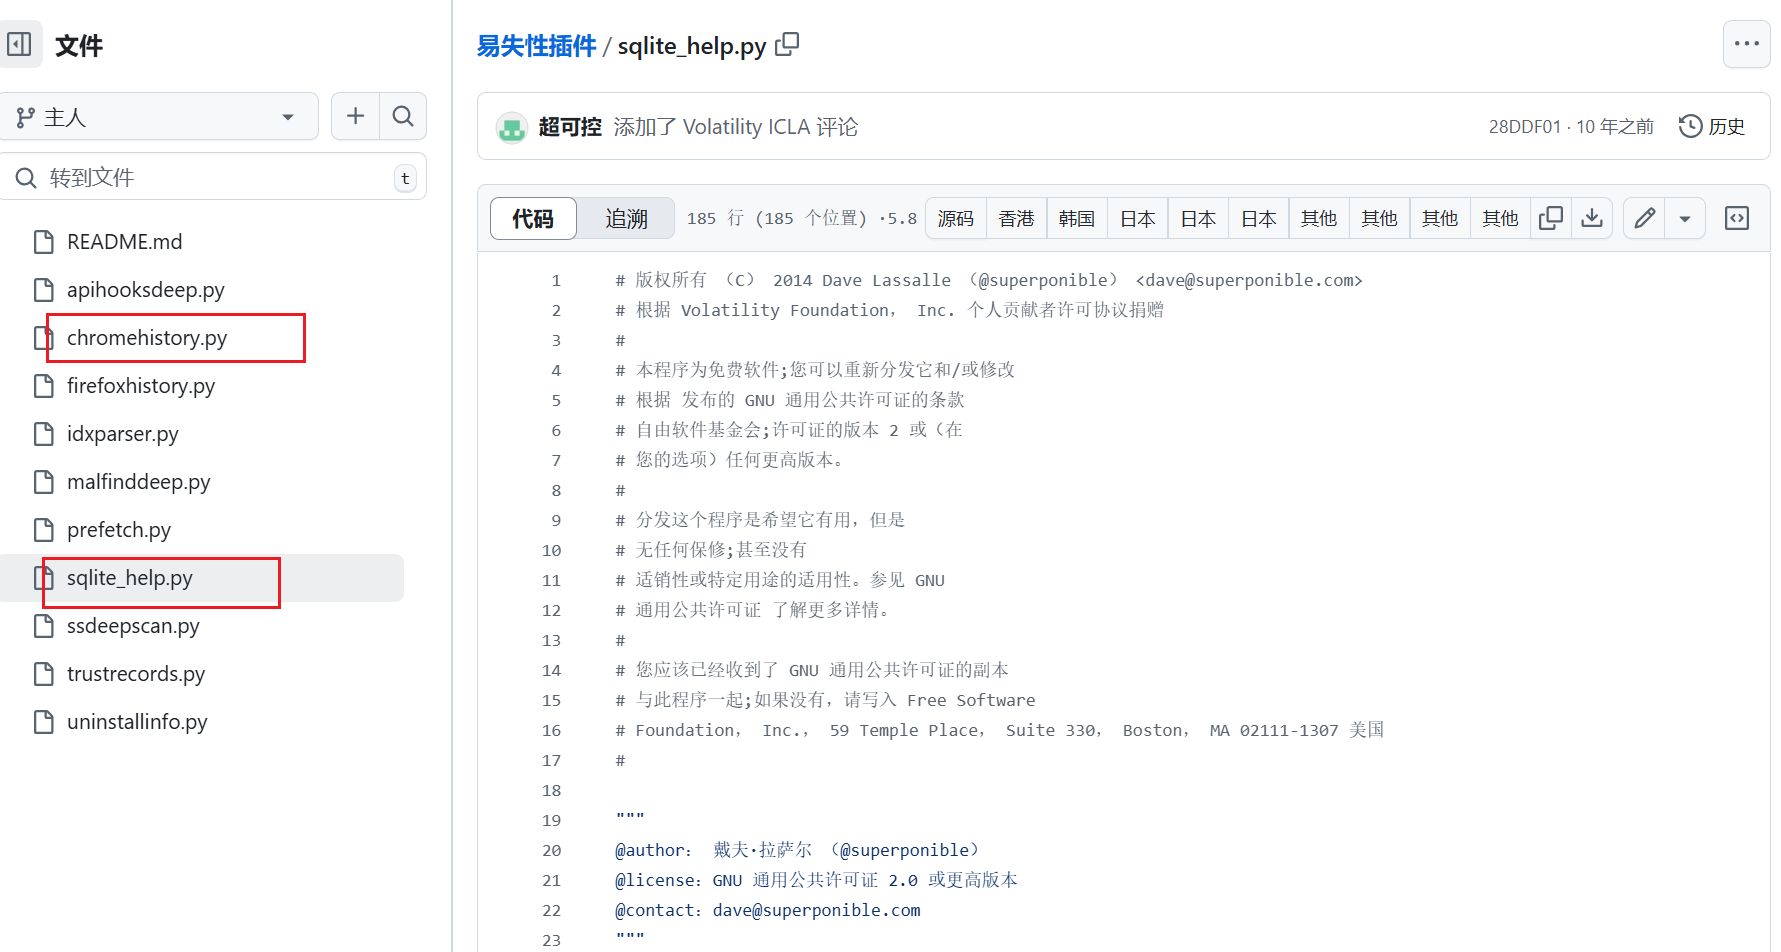 文件
主人
转到文件
t
README.md
apihooksdeep.py
chromehistory.py
firefoxhistory.py
idxparser.py
malfinddeep.py
prefetch.py
sqlite_help.py
ssdeepscan.py
trustrecords.py
uninstallinfo.py
易失性插件 / sqlite_help.py
超可控 添加了 Volatility ICLA 评论
28DDF01 · 10 年之前
历史
代码 追溯 185 行 (185 个位置) ·5.8 源码 香港 韩国 日本 日本 日本 其他 其他 其他 其他
1 # 版权所有 （C） 2014 Dave Lassalle （@superponible） <dave@superponible.com>
2 # 根据 Volatility Foundation， Inc. 个人贡献者许可协议捐赠
3 #
4 # 本程序为免费软件;您可以重新分发它和/或修改
5 # 根据 发布的 GNU 通用公共许可证的条款
6 # 自由软件基金会;许可证的版本 2 或（在
7 # 您的选项）任何更高版本。
8 #
9 # 分发这个程序是希望它有用，但是
10 # 无任何保修;甚至没有
11 # 适销性或特定用途的适用性。参见 GNU
12 # 通用公共许可证 了解更多详情。
13 #
14 # 您应该已经收到了 GNU 通用公共许可证的副本
15 # 与此程序一起;如果没有，请写入 Free Software
16 # Foundation， Inc.， 59 Temple Place， Suite 330， Boston， MA 02111-1307 美国
17 #
18
19 """
20 @author： 戴夫·拉萨尔 （@superponible）
21 @license：GNU 通用公共许可证 2.0 或更高版本
22 @contact：dave@superponible.com
23 """